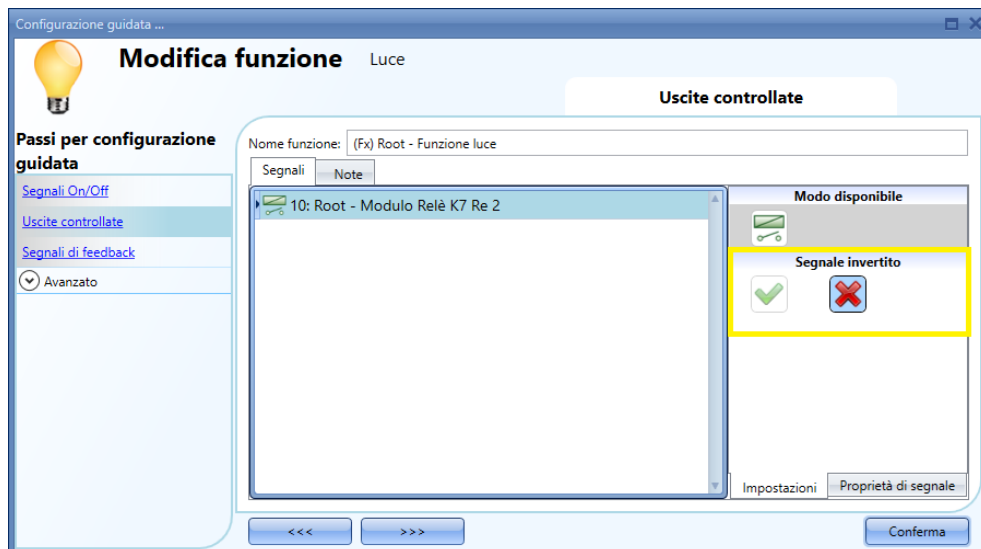 Configurazione guidata ...
Modifica funzione Luce
Uscite controllate
Passi per configurazione
guidata
Segnali On/Off
Uscite controllate
Segnali di feedback
Avanzato
Nome funzione: (Fx) Root - Funzione luce
Segnali Note
10: Root - Modulo Relè K7 Re 2
Modo disponibile
Segnale invertito
Impostazioni Proprietà di segnale
<<< >>> Conferma